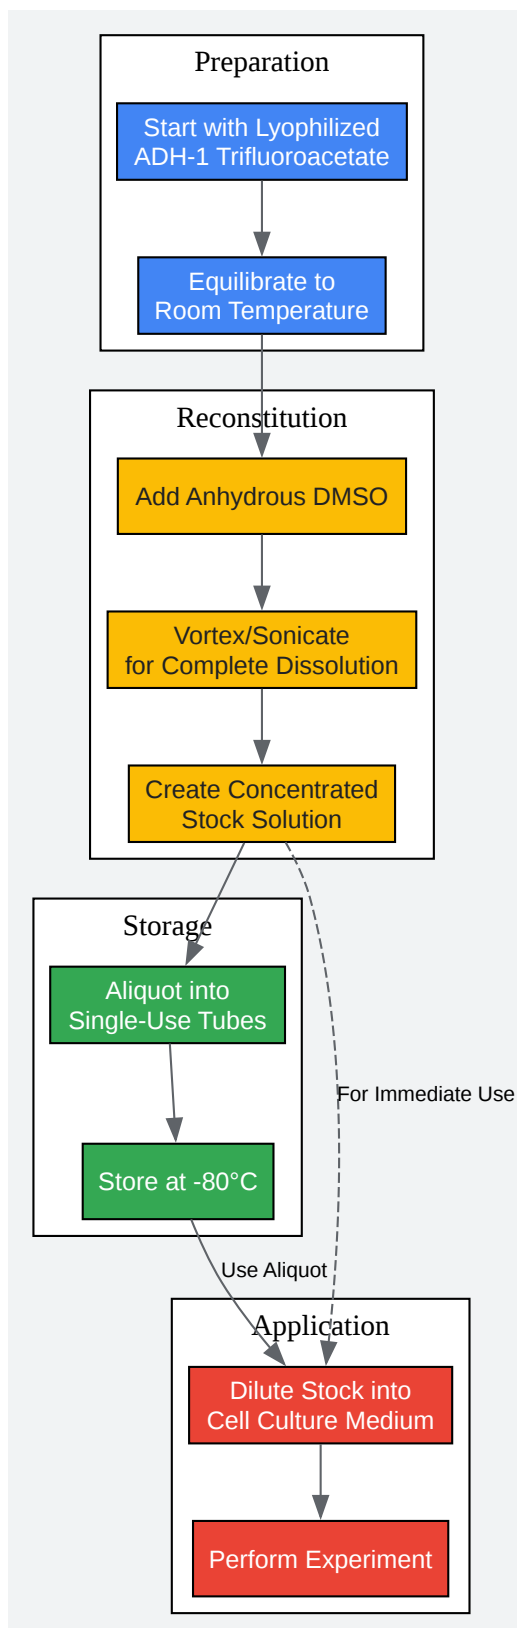 Preparation
Start with Lyophilized
ADH-1 Trifluoroacetate
Equilibrate to
Room Temperature
Reconstitution
Add Anhydrous DMSO
Vortex/Sonicate
for Complete Dissolution
Create Concentrated
Stock Solution
Storage
Aliquot into
Single-Use Tubes
For Immediate Use
Store at -80°C
Use Aliquot
Application
Dilute Stock into
Cell Culture Medium
Perform Experiment